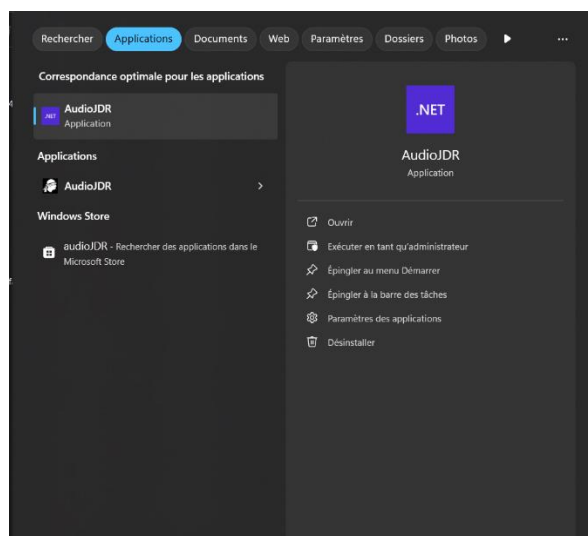 Rechercher
Applications
Documents
Web
Paramètres
Dossiers
Photos
Correspondance optimale pour les applications
.NET
AudioJDR
Application
Applications
AudioJDR
Windows Store
audioJDR - Rechercher des applications dans le
Microsoft Store
.NET
AudioJDR
Application
Ouvrir
Exécuter en tant qu'administrateur
Épingler au menu Démarrer
Épingler à la barre des tâches
Paramètres des applications
Désinstaller